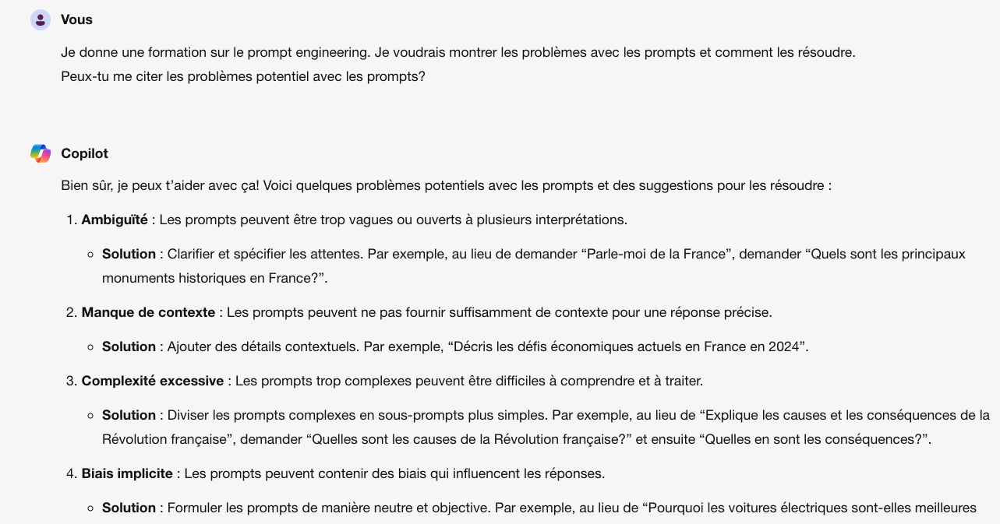 Vous
Je donne une formation sur le prompt engineering. Je voudrais montrer les problèmes avec les prompts et comment les résoudre.
Peux-tu me citer les problèmes potentiel avec les prompts?
Copilot
Bien sûr, je peux t’aider avec ça! Voici quelques problèmes potentiels avec les prompts et des suggestions pour les résoudre :
1. Ambiguïté : Les prompts peuvent être trop vagues ou ouverts à plusieurs interprétations.
○ Solution : Clarifier et spécifier les attentes. Par exemple, au lieu de demander “Parle-moi de la France”, demander “Quels sont les principaux
monuments historiques en France?”.
2. Manque de contexte : Les prompts peuvent ne pas fournir suffisamment de contexte pour une réponse précise.
○ Solution : Ajouter des détails contextuels. Par exemple, “Décris les défis économiques actuels en France en 2024”.
3. Complexité excessive : Les prompts trop complexes peuvent être difficiles à comprendre et à traiter.
○ Solution : Diviser les prompts complexes en sous-prompts plus simples. Par exemple, au lieu de “Explique les causes et les conséquences de la
Révolution française”, demander “Quelles sont les causes de la Révolution française?” et ensuite “Quelles en sont les conséquences?”.
4. Biais implicite : Les prompts peuvent contenir des biais qui influencent les réponses.
○ Solution : Formuler les prompts de manière neutre et objective. Par exemple, au lieu de “Pourquoi les voitures électriques sont-elles meilleures